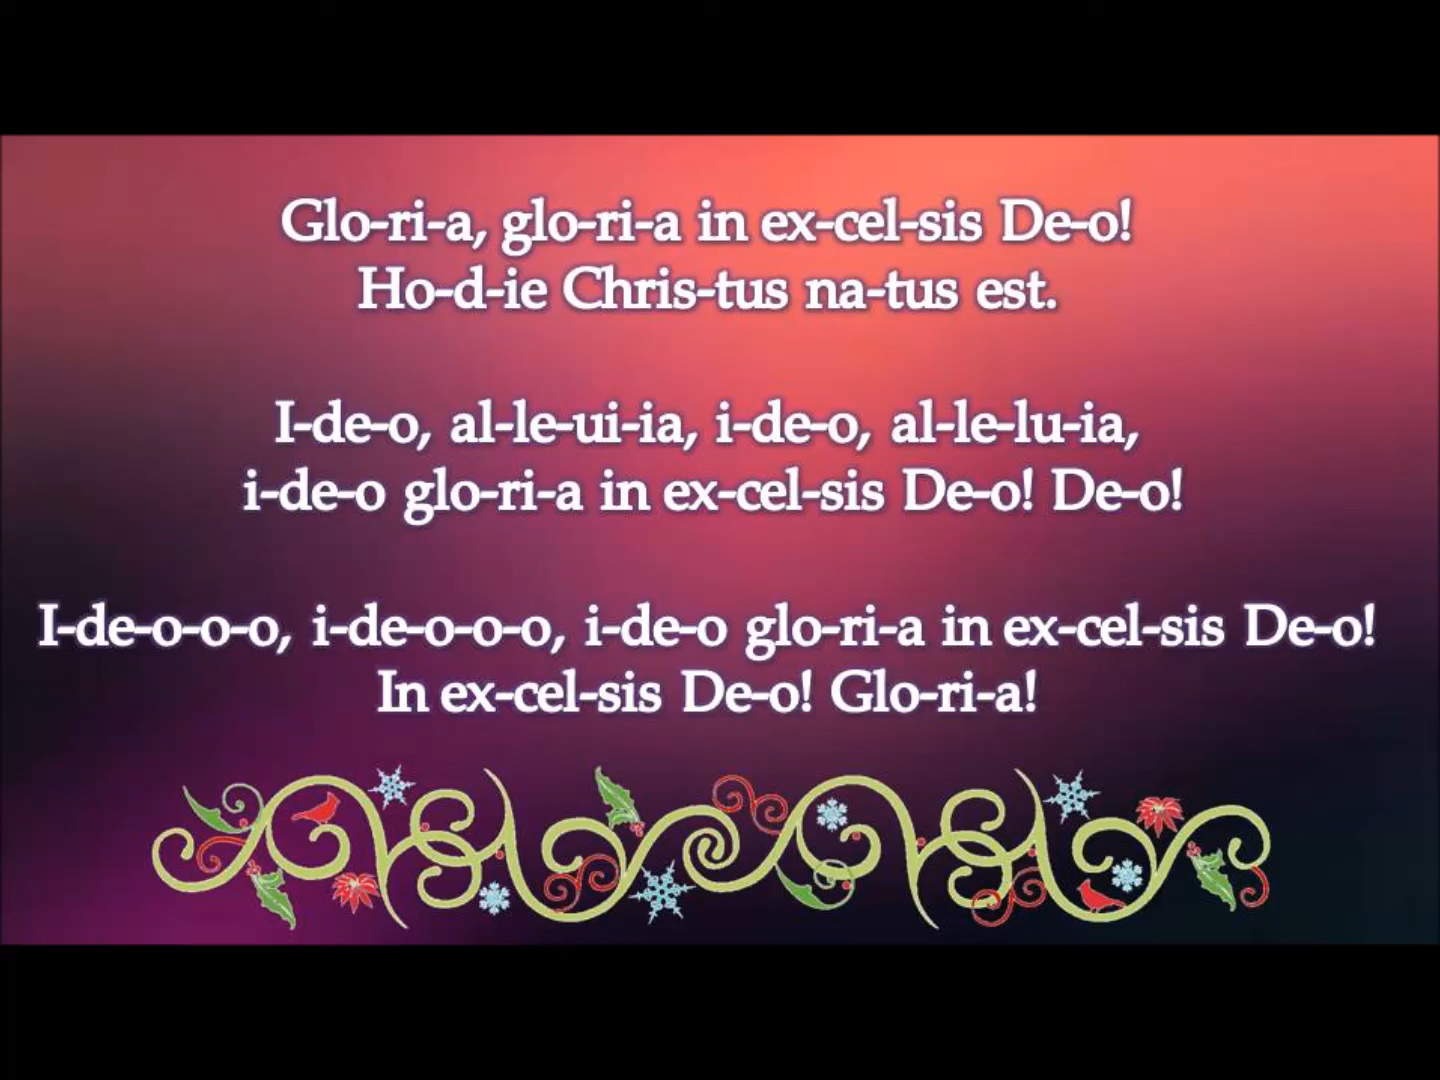 Glo-ri-a, glo-ri-a in ex-cel-sis De-o!
Ho-d-ie Chris-tus na-tus est.
I-de-o, al-le-ui-ia, i-de-o, al-le-lu-ia,
i-de-o glo-ri-a in ex-cel-sis De-o! De-o!
I-de-o-o-o, i-de-o-o-o, i-de-o glo-ri-a in ex-cel-sis De-o!
In ex-cel-sis De-o! Glo-ri-a!